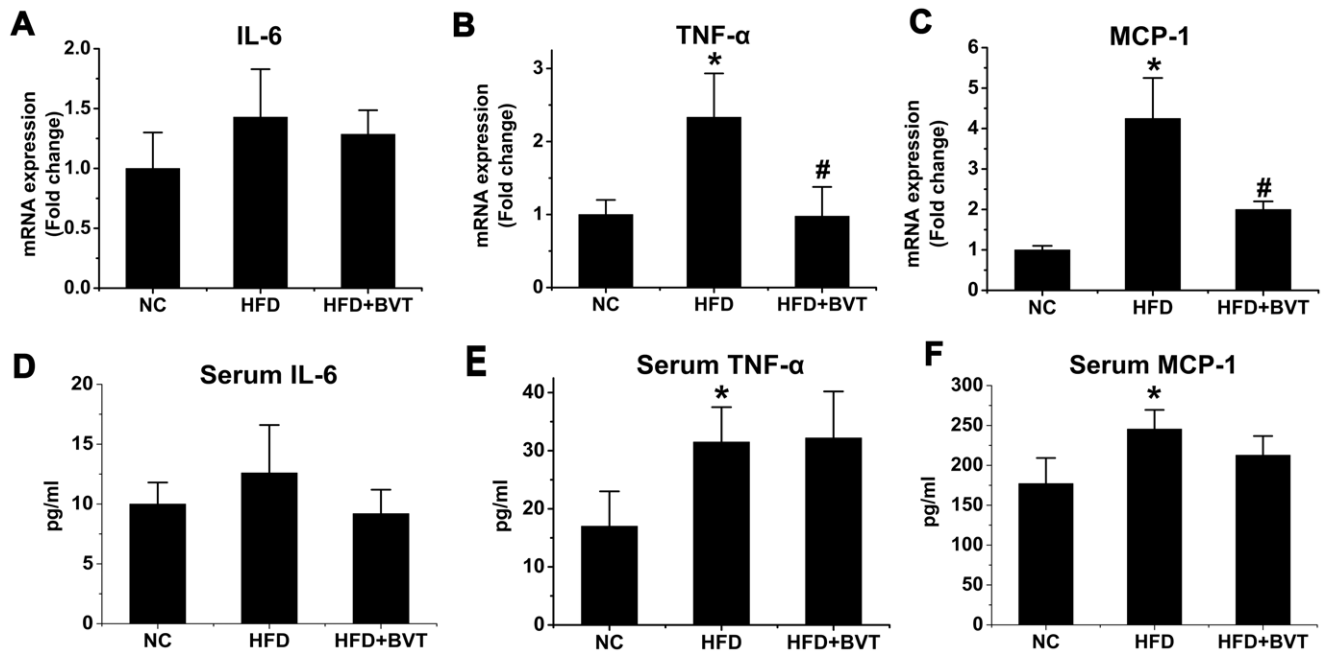 A
IL-6
mRNA expression
(Fold change)
2.0
1.5
1.0
0.5
0.0
NC
HFD
HFD+BVT
B
TNF-α
mRNA expression
(Fold change)
3
2
1
0
*
#
NC
HFD
HFD+BVT
C
MCP-1
mRNA expression
(Fold change)
6
5
4
3
2
1
0
*
#
NC
HFD
HFD+BVT
D
Serum IL-6
pg/ml
20
15
10
5
0
NC
HFD
HFD+BVT
E
Serum TNF-α
pg/ml
40
30
20
10
0
*
NC
HFD
HFD+BVT
F
Serum MCP-1
pg/ml
300
250
200
150
100
50
0
*
NC
HFD
HFD+BVT